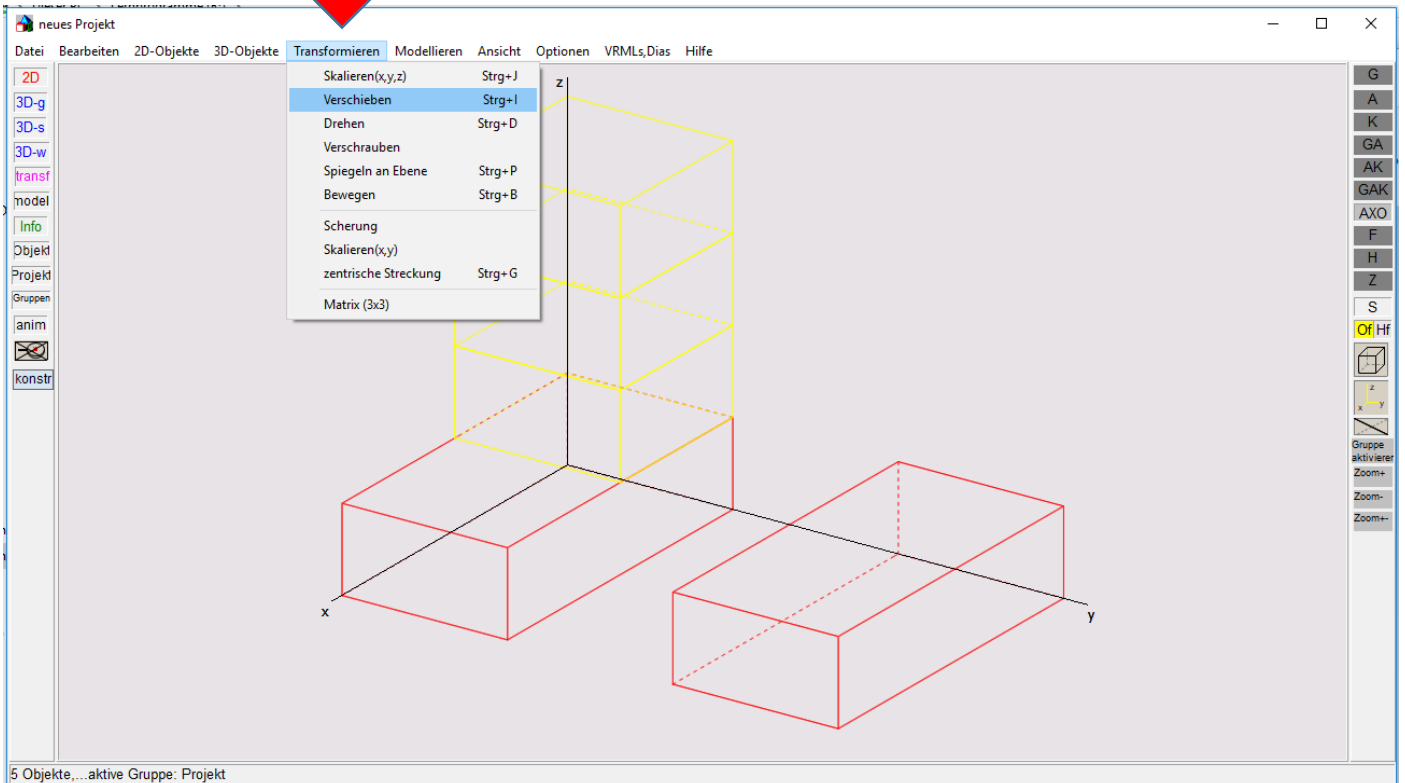 neues Projekt
Datei Bearbeiten 2D-Objekte 3D-Objekte Transformieren Modellieren Ansicht Optionen VRMLs,Dias Hilfe
Skalieren(x,y,z) Strg+J
Verschieben Strg+I
Drehen Strg+D
Verschrauben
Spiegeln an Ebene Strg+P
Bewegen Strg+B
Scherung
Skalieren(x,y)
zentrische Streckung Strg+G
Matrix (3x3)
2D
3D-g
3D-s
3D-w
transf
model
Info
Objekt
Projekt
Gruppen
anim
konstr
z
x
y
G
A
K
GA
AK
GAK
AXO
F
H
Z
S
Of Hf
z
x y
Gruppe
aktivieren
Zoom+
Zoom-
Zoom+-
5 Objekte,...aktive Gruppe: Projekt